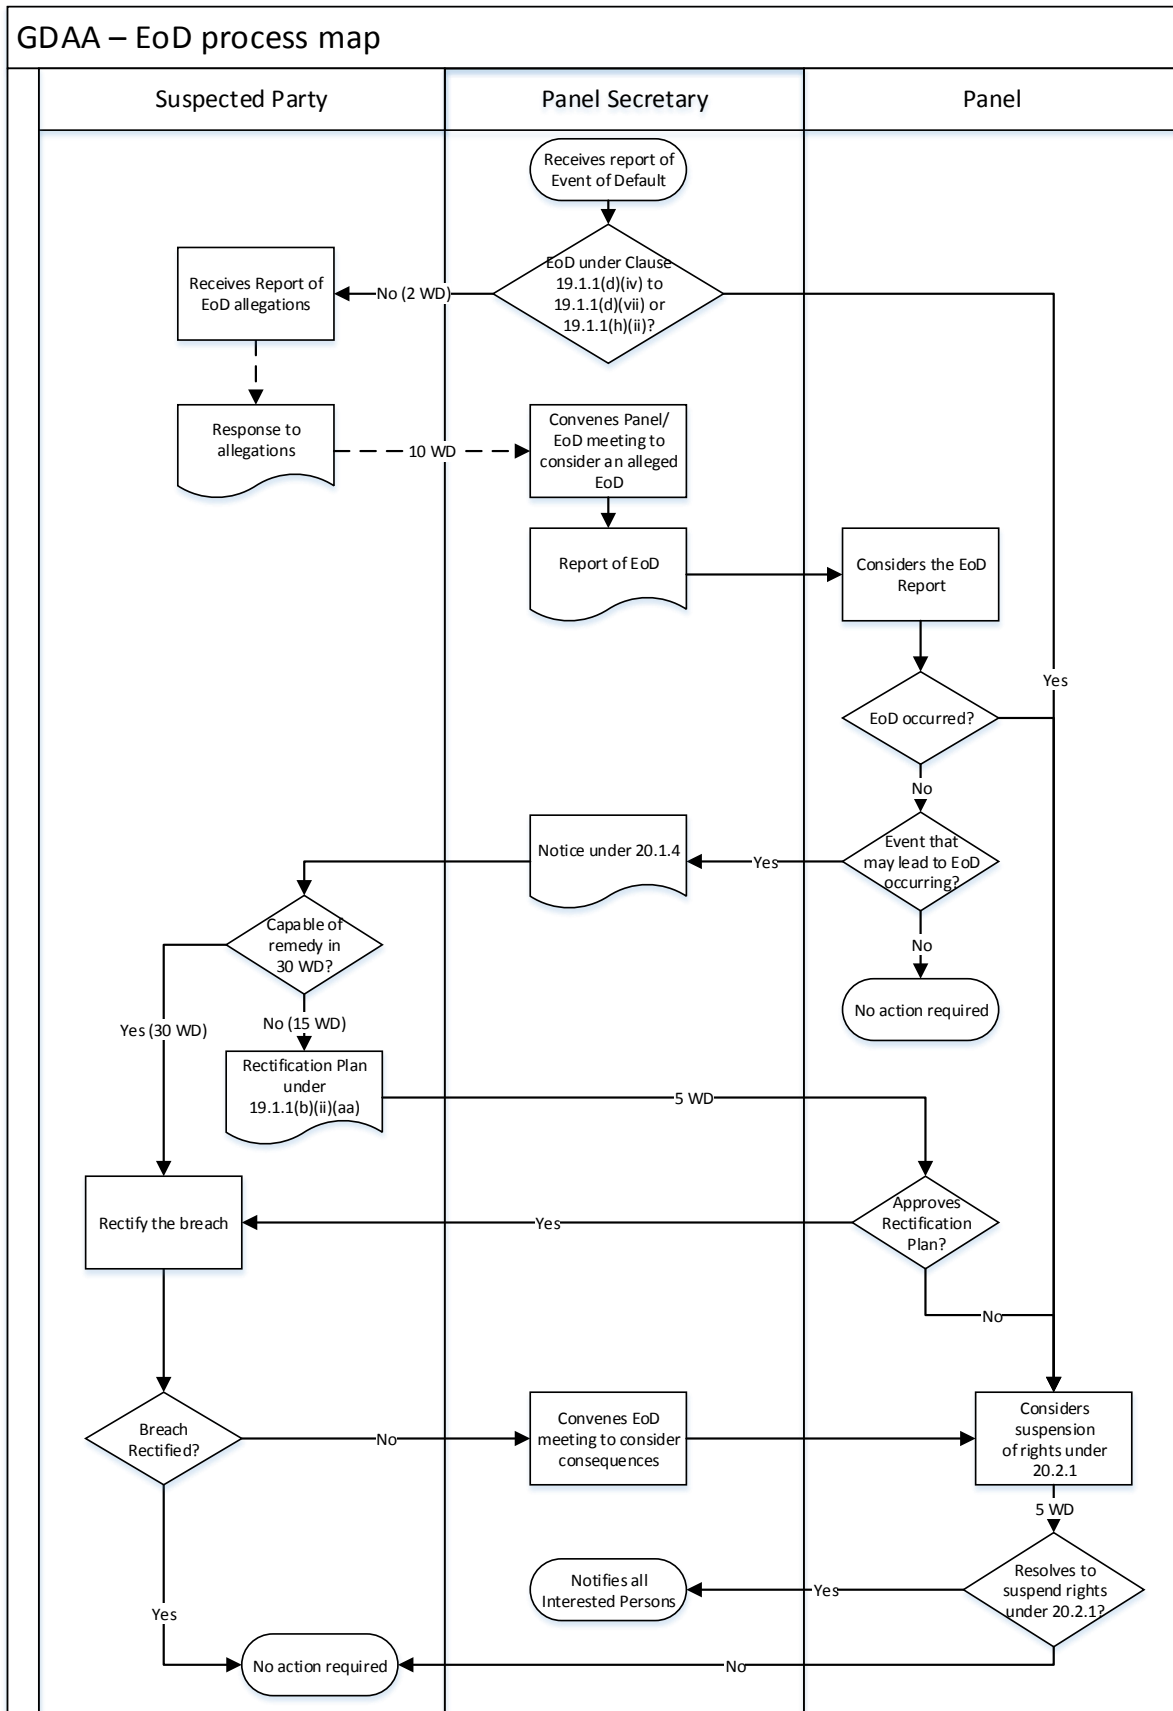 GDAA – EoD process map
Suspected Party
Panel Secretary
Panel
Receives report of
Event of Default
EoD under Clause
19.1.1(d)(iv) to
19.1.1(d)(vii) or
19.1.1(h)(ii)?
No (2 WD)
Receives Report of
EoD allegations
Response to
allegations
10 WD
Convenes Panel/
EoD meeting to
consider an alleged
EoD
Report of EoD
Considers the EoD
Report
Yes
EoD occurred?
No
Event that
may lead to EoD
occurring?
Yes
Notice under 20.1.4
No
No action required
Capable of
remedy in
30 WD?
Yes (30 WD)
No (15 WD)
Rectification Plan
under
19.1.1(b)(ii)(aa)
5 WD
Approves
Rectification
Plan?
Yes
Rectify the breach
No
Breach
Rectified?
No
Convenes EoD
meeting to consider
consequences
Considers
suspension
of rights under
20.2.1
5 WD
Resolves to
suspend rights
under 20.2.1?
Yes
Notifies all
Interested Persons
Yes
No action required
No